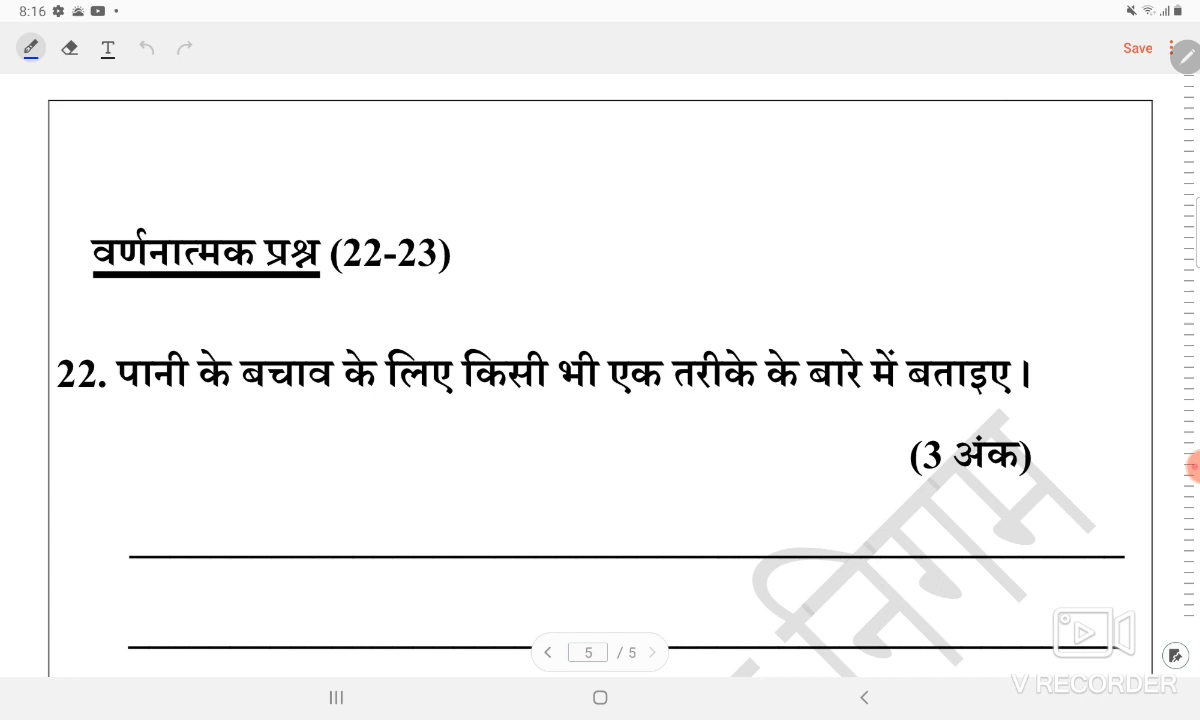 8:16
Save
वर्णनात्मक प्रश्न (22-23)
22. पानी के बचाव के लिए किसी भी एक तरीके के बारे में बताइए।
(3 अंक)
निगम
5 / 5
V RECORDER